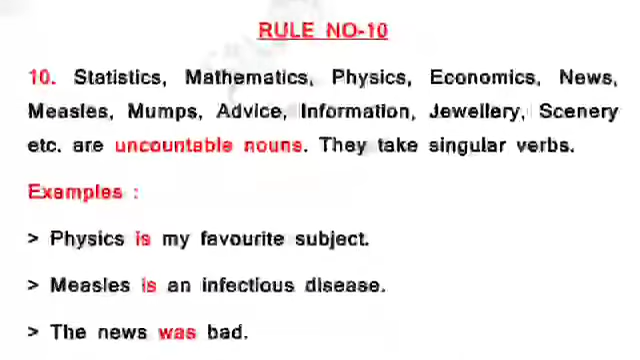 RULE NO-10
10. Statistics, Mathematics, Physics, Economics, News,
Measles, Mumps, Advice, Information, Jewellery, Scenery
etc. are uncountable nouns. They take singular verbs.
Examples :
> Physics is my favourite subject.
> Measles is an infectious disease.
> The news was bad.